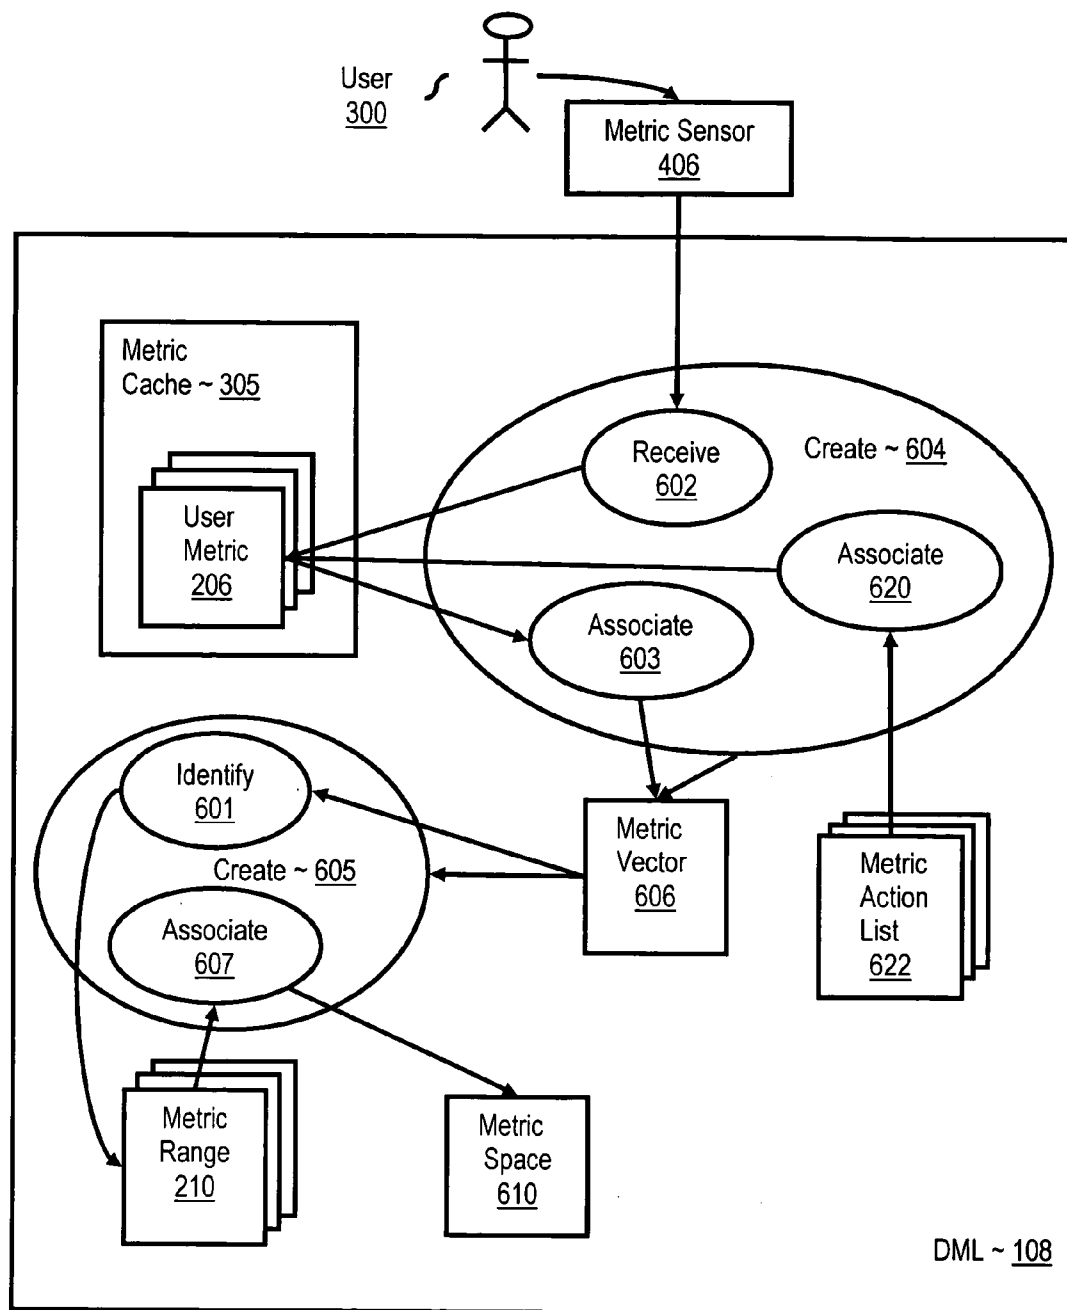 User
300
Metric Sensor
406
Metric
Cache ~ 305
User
Metric
206
Receive
602
Create ~ 604
Associate
620
Associate
603
Identify
601
Create ~ 605
Associate
607
Metric
Vector
606
Metric
Action
List
622
Metric
Range
210
Metric
Space
610
DML ~ 108